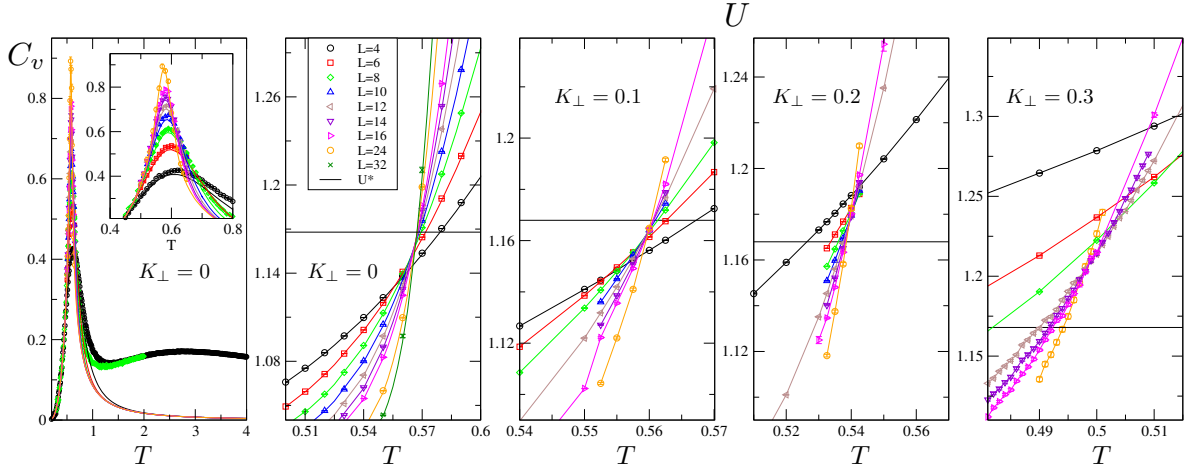 U
C_v
0.8
0.6
0.4
0.2
0
1 2 3 4
T
K_⊥ = 0
0.8
0.6
0.4
0.4 0.6 0.8
T
1.26
1.2
1.14
1.08
0.51 0.54 0.57 0.6
T
K_⊥ = 0
L=4
L=6
L=8
L=10
L=12
L=14
L=16
L=24
L=32
U*
1.2
1.16
1.12
0.54 0.55 0.56 0.57
T
K_⊥ = 0.1
1.24
1.2
1.16
1.12
0.52 0.54 0.56
T
K_⊥ = 0.2
1.3
1.25
1.2
1.15
0.49 0.5 0.51
T
K_⊥ = 0.3